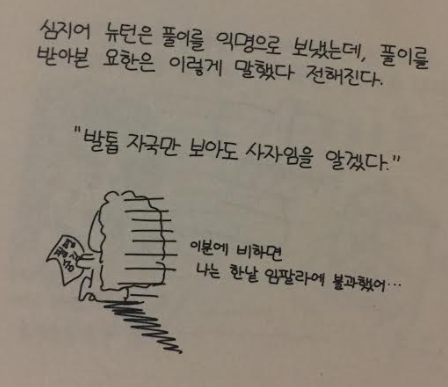 심지어 뉴턴은 풀이를 익명으로 보냈는데, 풀이를
받아본 요한은 이렇게 말했다 전해진다.
"발톱 자국만 보아도 사자임을 알겠다."
이분에 비하면
나는 한낱 임팔라에 불과했어…